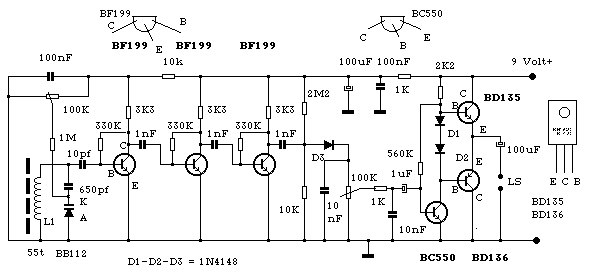 BF199 B
C
E
BF199 BF199 BF199
BC550
C E
B
100nF
10k
100uF 100nF
1K
2K2
9 Volt+
C
BD135
B
E
100K
3K3 3K3 3K3
2M2
1M
330K 330K 330K
1nF 1nF 1nF
C
10pf
B
E
D1
D2
D3
560K
E
B
C
100uF
LS
E C B
BD135
BD136
650pf
K
A
L1
100K
1uF
1K
10
nF
10K
10nF
55t
BB112
BC550 BD136
D1-D2-D3 = 1N4148